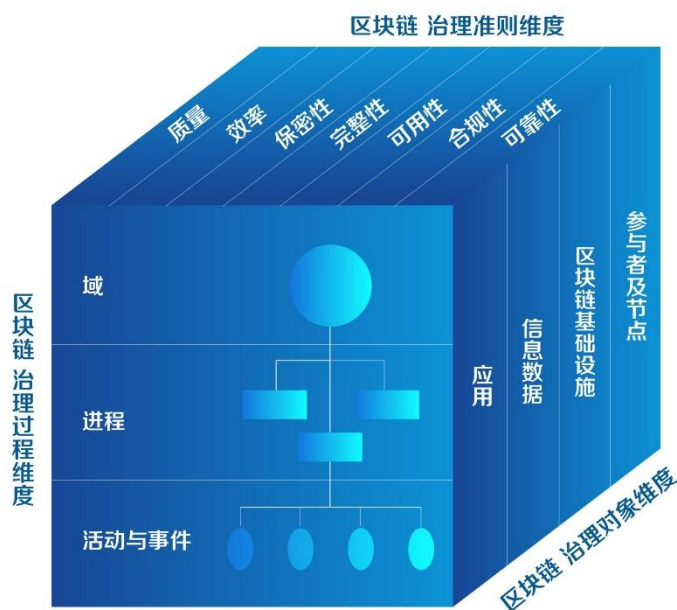 区块链 治理准则维度
质量
效率
保密性
完整性
可用性
合规性
可靠性
区块链 治理过程维度
域
进程
活动与事件
应用
信息数据
区块链基础设施
参与者及节点
区块链 治理对象维度